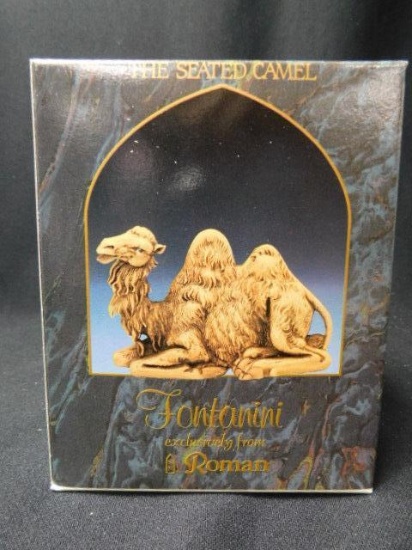 THE SEATED CAMEL
Fontanini
exclusively from
Roman